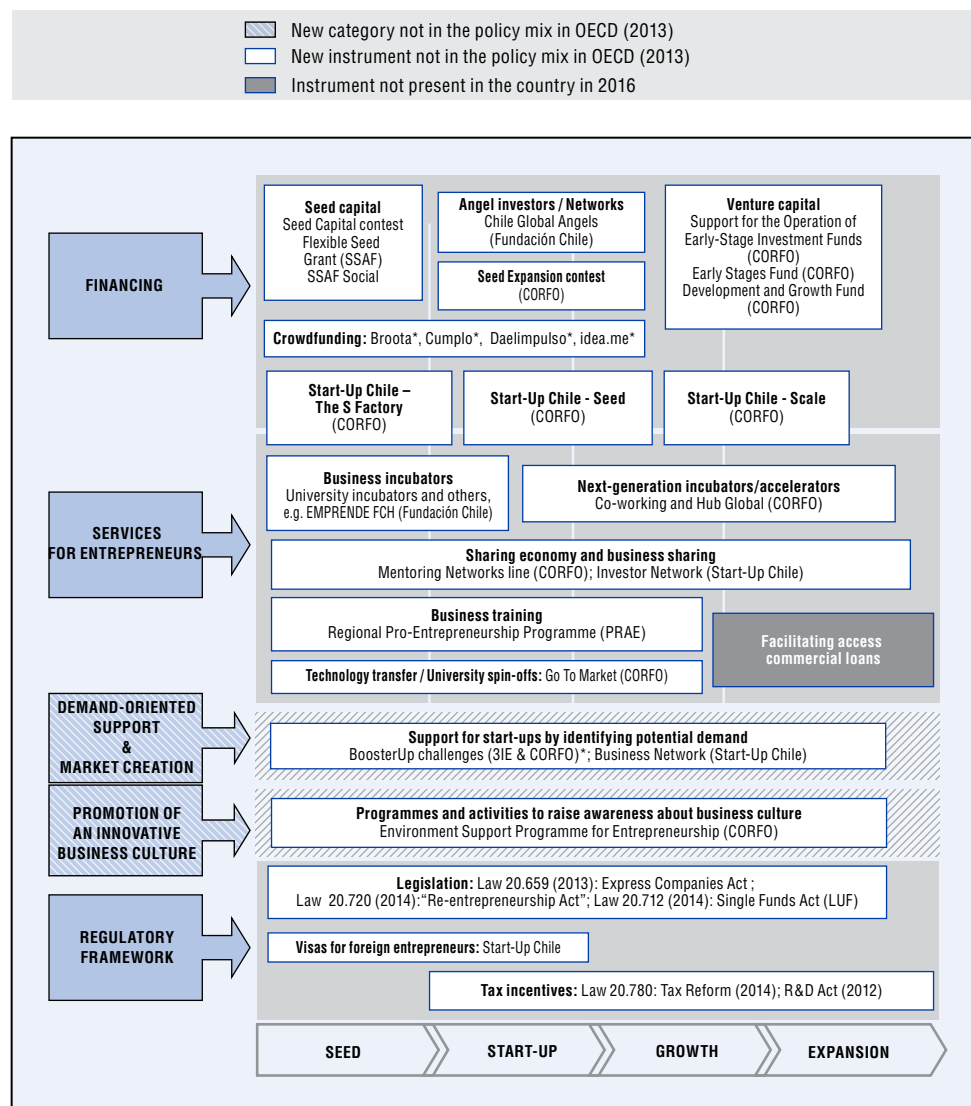 New category not in the policy mix in OECD (2013)
New instrument not in the policy mix in OECD (2013)
Instrument not present in the country in 2016
FINANCING
Seed capital
Seed Capital contest
Flexible Seed
Grant (SSAF)
SSAF Social
Angel investors / Networks
Chile Global Angels
(Fundación Chile)
Seed Expansion contest
(CORFO)
Venture capital
Support for the Operation of
Early-Stage Investment Funds
(CORFO)
Early Stages Fund (CORFO)
Development and Growth Fund
(CORFO)
Crowdfunding: Broota*, Cumplo*, Daelimpulso*, idea.me*
Start-Up Chile –
The S Factory
(CORFO)
Start-Up Chile - Seed
(CORFO)
Start-Up Chile - Scale
(CORFO)
SERVICES
FOR ENTREPRENEURS
Business incubators
University incubators and others,
e.g. EMPRENDE FCH (Fundación Chile)
Next-generation incubators/accelerators
Co-working and Hub Global (CORFO)
Sharing economy and business sharing
Mentoring Networks line (CORFO); Investor Network (Start-Up Chile)
Business training
Regional Pro-Entrepreneurship Programme (PRAE)
Facilitating access
commercial loans
Technology transfer / University spin-offs: Go To Market (CORFO)
DEMAND-ORIENTED
SUPPORT
&
MARKET CREATION
Support for start-ups by identifying potential demand
BoosterUp challenges (3IE & CORFO)*; Business Network (Start-Up Chile)
PROMOTION OF
AN INNOVATIVE
BUSINESS CULTURE
Programmes and activities to raise awareness about business culture
Environment Support Programme for Entrepreneurship (CORFO)
REGULATORY
FRAMEWORK
Legislation: Law 20.659 (2013): Express Companies Act ;
Law 20.720 (2014):“Re-entrepreneurship Act”; Law 20.712 (2014): Single Funds Act (LUF)
Visas for foreign entrepreneurs: Start-Up Chile
Tax incentives: Law 20.780: Tax Reform (2014); R&D Act (2012)
SEED
START-UP
GROWTH
EXPANSION